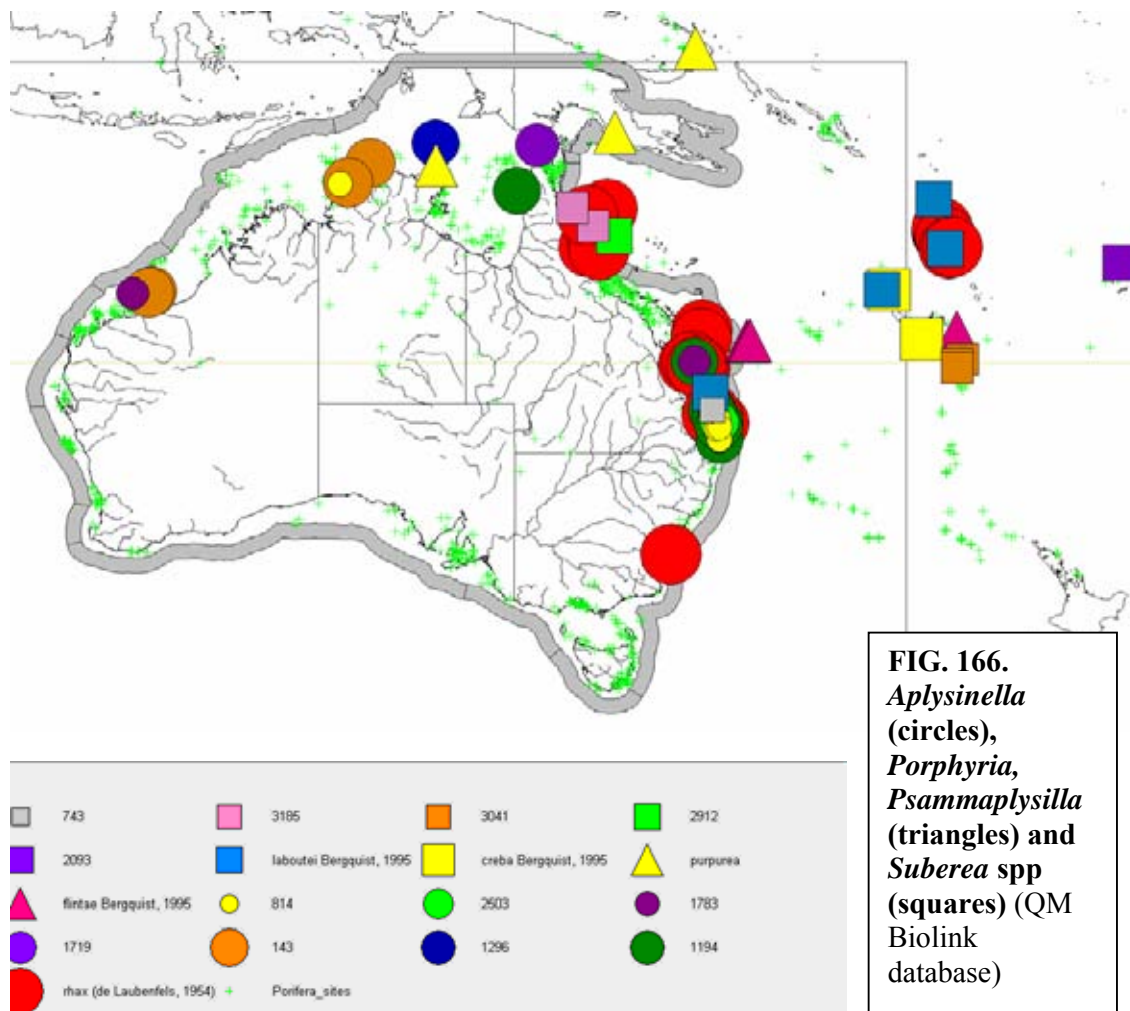 FIG. 166.
Aplysinella
(circles),
Porphyria,
Psammaplysilla
(triangles) and
Suberea spp
(squares) (QM
Biolink
database)
743 3185 3041 2912
2093 laboutei Bergquist, 1995 creba Bergquist, 1995 purpurea
flintae Bergquist, 1995 814 2503 1783
1719 143 1296 1194
rhax (de Laubenfels, 1954) Porifera_sites